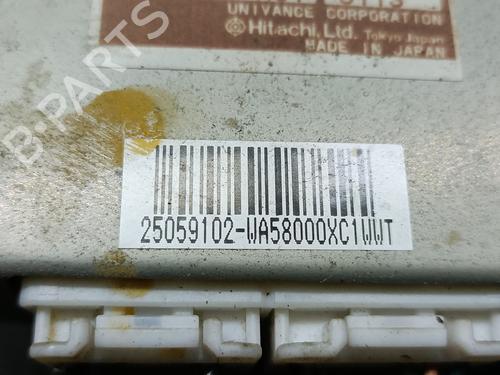 UNIVANCE CORPORATION
Hitachi, Ltd. Tokyo Japan
MADE IN JAPAN
B-PARTS
25059102-WA58000XC1WWT